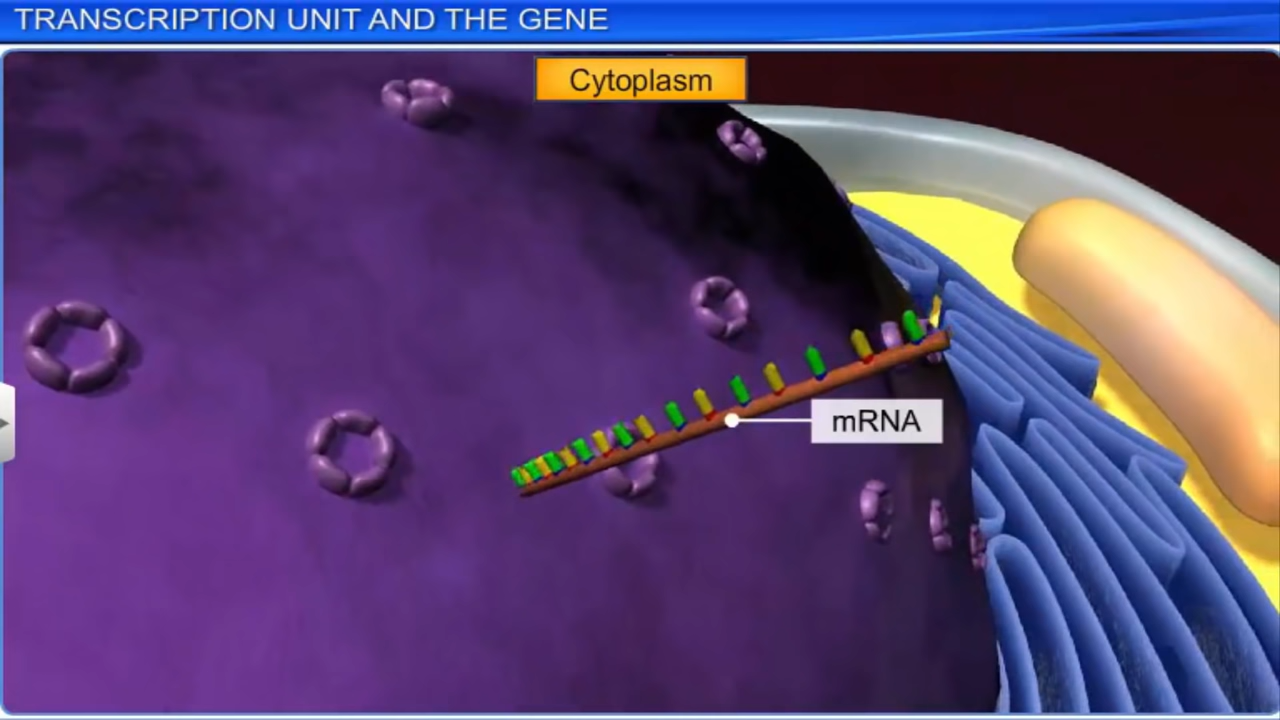 TRANSCRIPTION UNIT AND THE GENE
Cytoplasm
mRNA